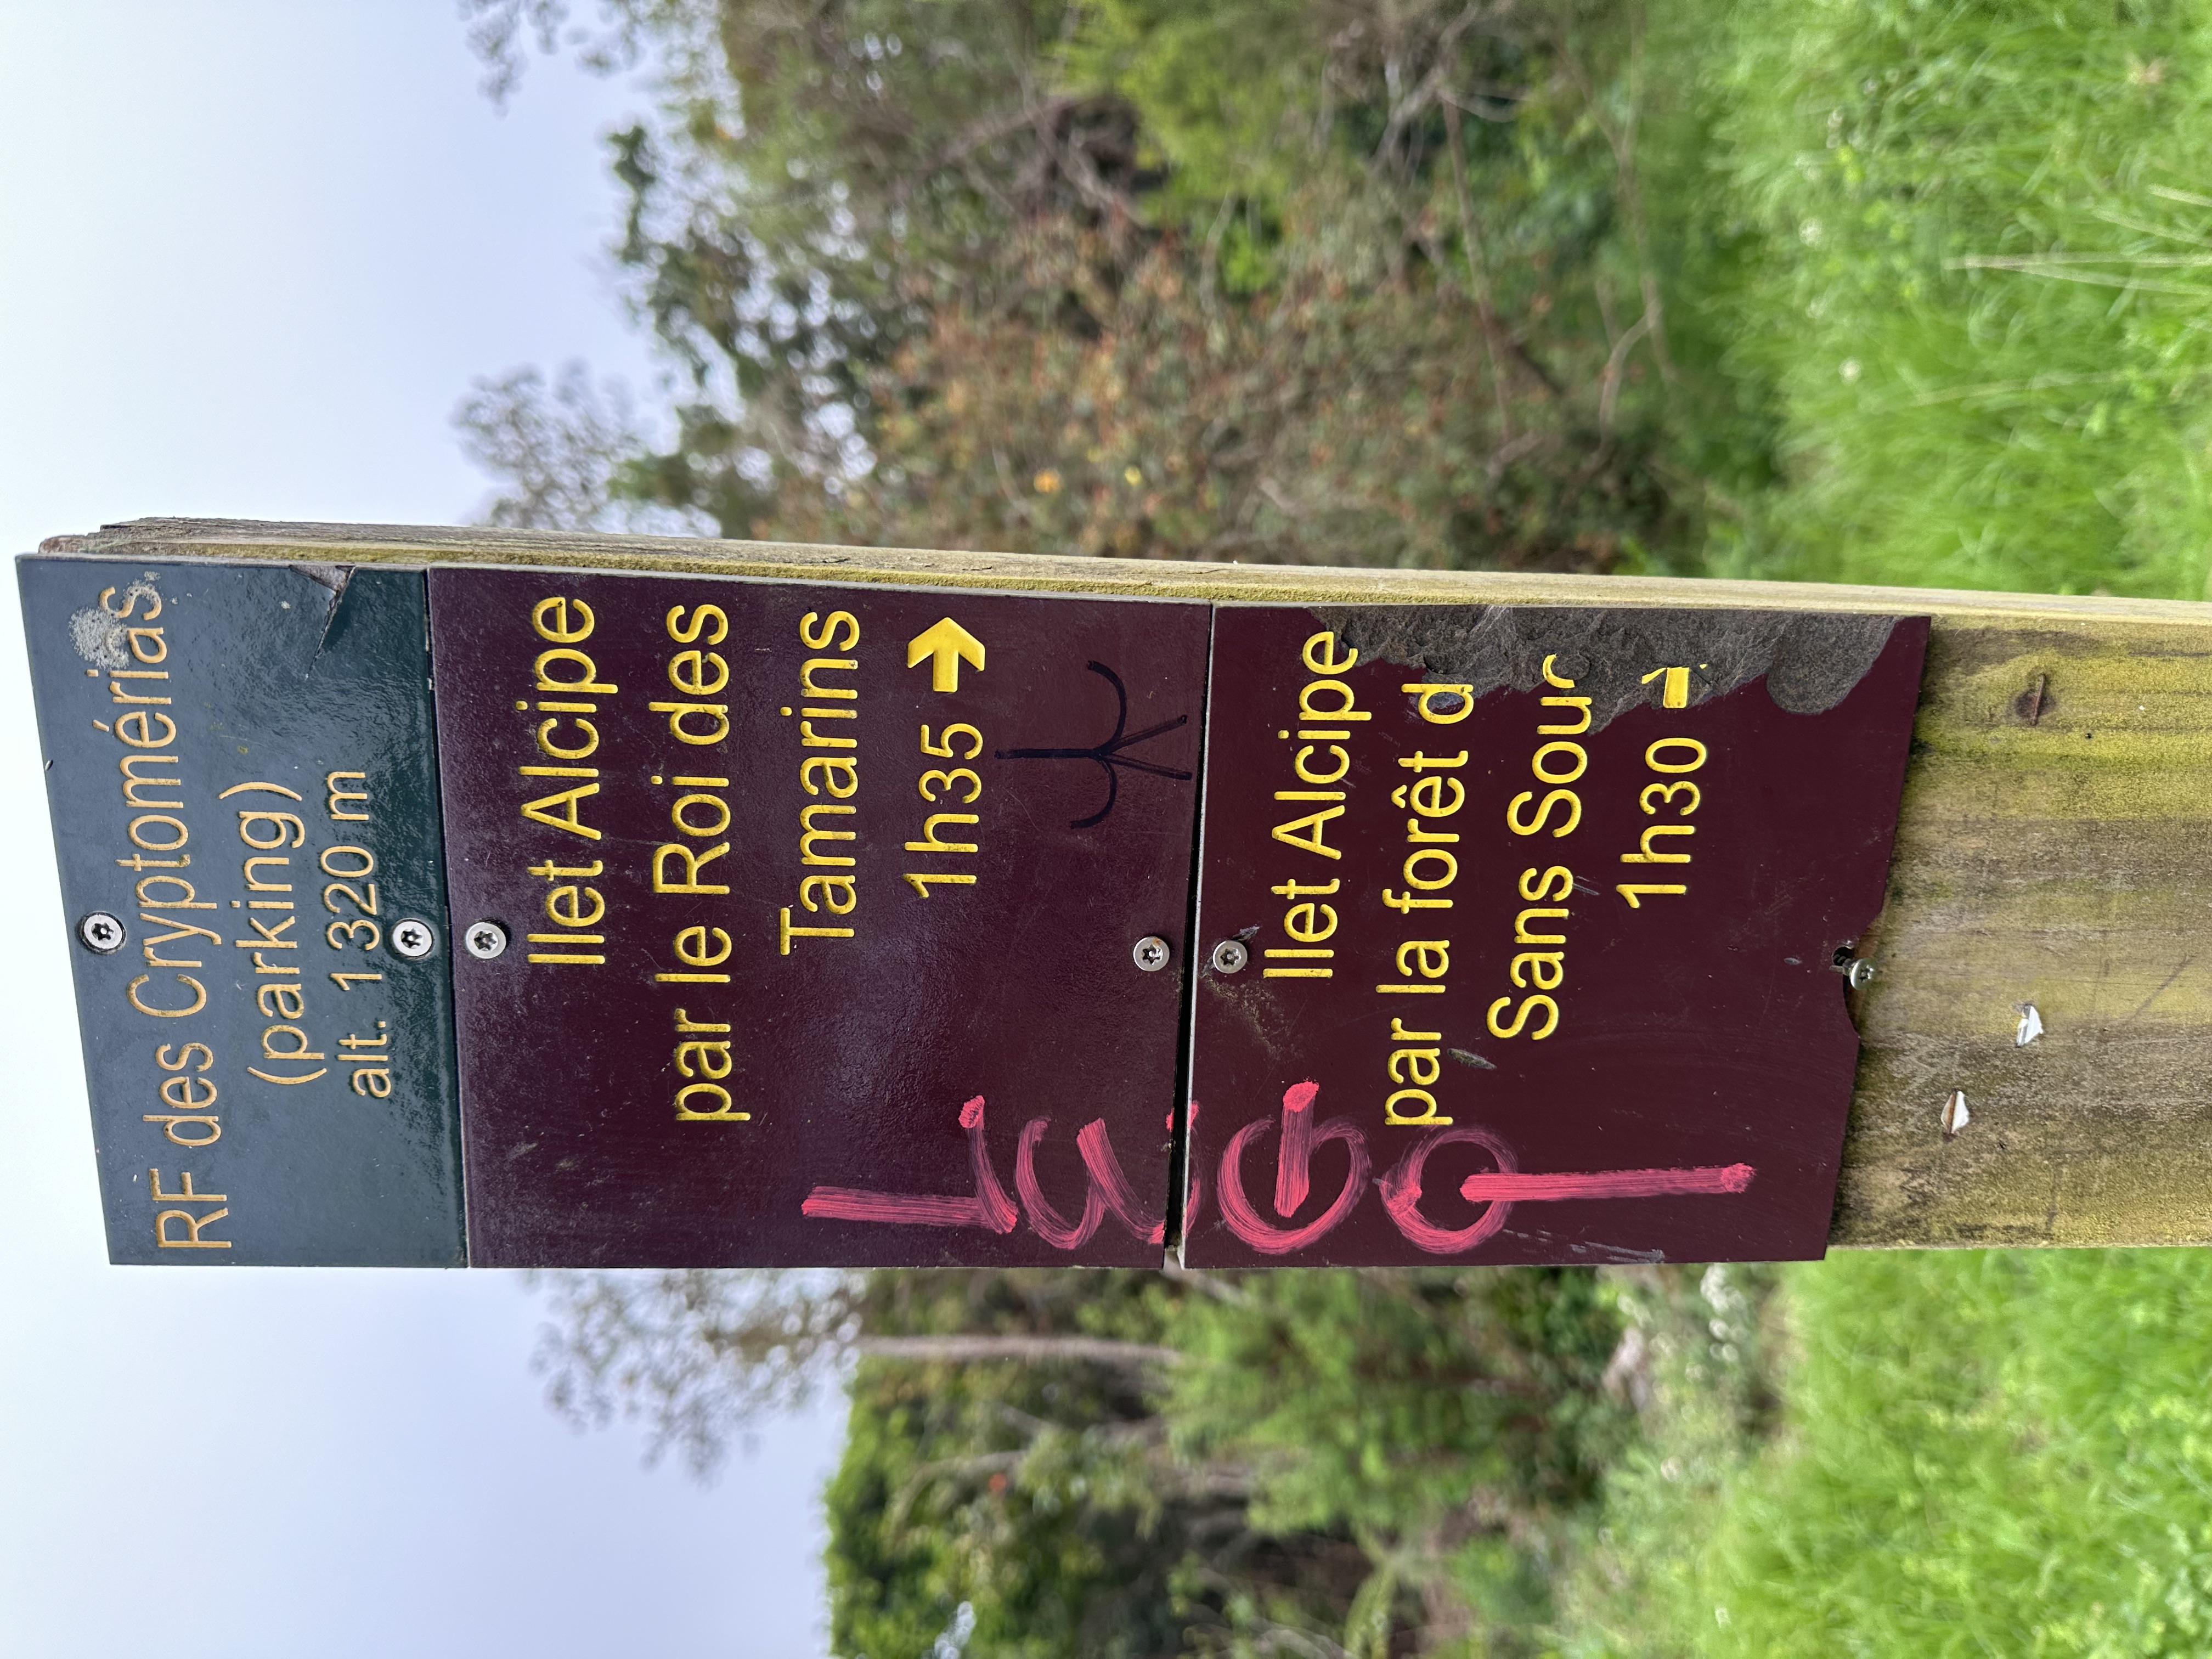 RF des Cryptomérias
(parking)
alt. 1 320 m
Ilet Alcipe
par le Roi des
Tamarins
1h35 →
Ilet Alcipe
par la forêt d
Sans Sou
1h30